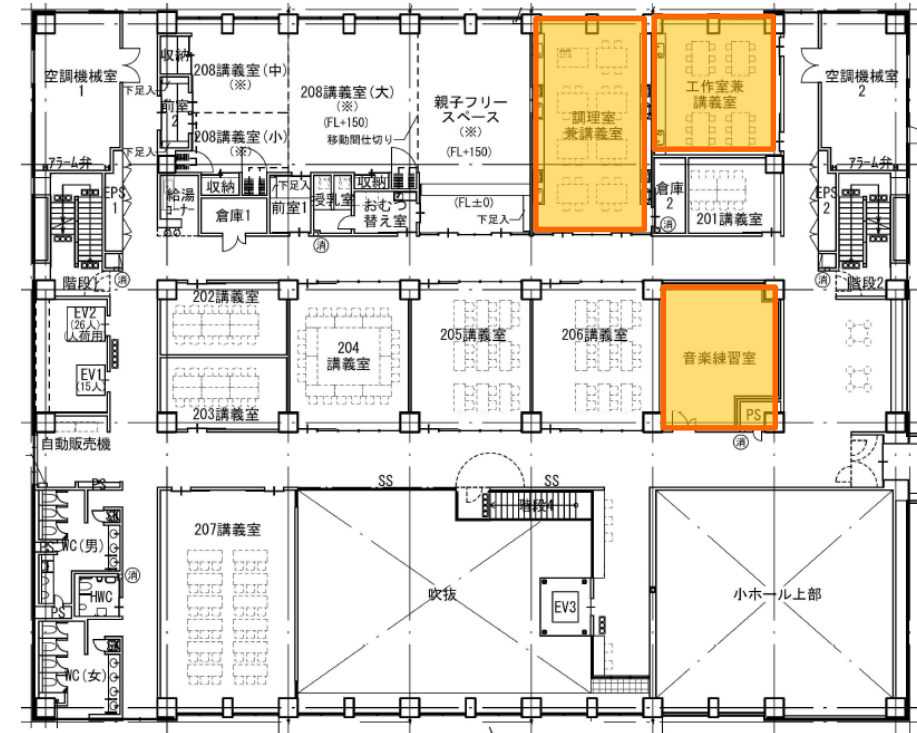 空調機械室
1
下足入
収納
前室
2
下足入
208講義室(中)
(※)
208講義室(小)
(※)
208講義室(大)
(※)
(FL+150)
移動間仕切り
親子フリー
スペース
(※)
(FL+150)
調理室
兼講義室
工作室兼
講義室
空調機械室
2
アラーム弁
EPS
1
給湯
コーナー
収納
倉庫1
下足入
前室1
授乳室
収納
おむつ
替え室
(FL±0)
下足入
倉庫
2
消
201講義室
EPS
2
アラーム弁
消
階段1
消
消
階段2
EV2
(26人)
(人荷用)
EV1
(15人)
202講義室
203講義室
204
講義室
205講義室
206講義室
音楽練習室
PS
消
自動販売機
PS
SS
SS
階段4
WC(男)
PS
消
HWC
PS
WC(女)
207講義室
吹抜
EV3
小ホール上部